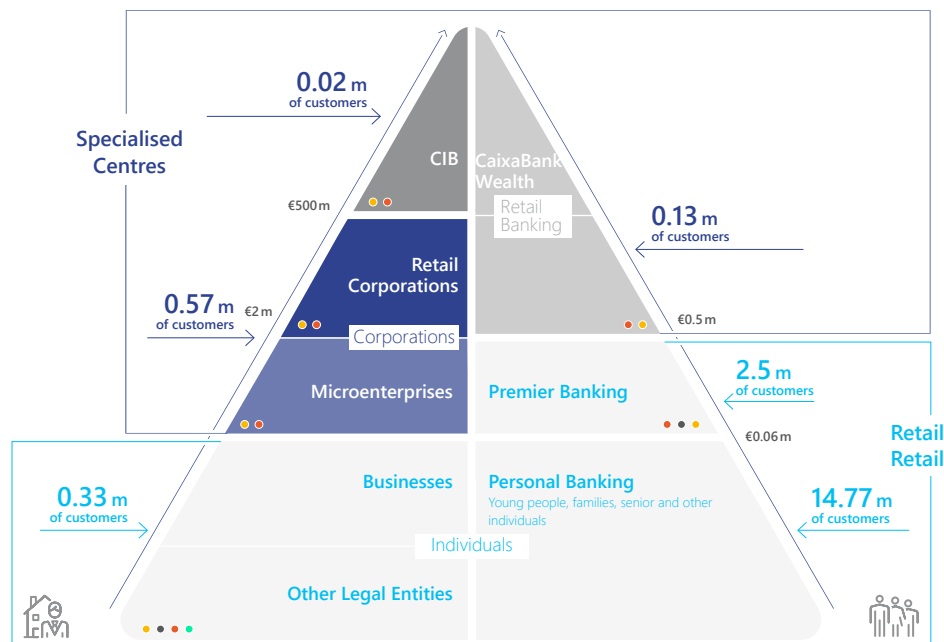 0.02 m
of customers
Specialised
Centres
CIB
CaixaBank
Wealth
Retail
Banking
€500 m
0.13 m
of customers
Retail
Corporations
0.57 m
of customers
€2 m
€0.5 m
Corporations
Microenterprises
Premier Banking
2.5 m
of customers
€0.06 m
Retail
Retail
Businesses
Personal Banking
Young people, families, senior and other
individuals
0.33 m
of customers
14.77 m
of customers
Individuals
Other Legal Entities